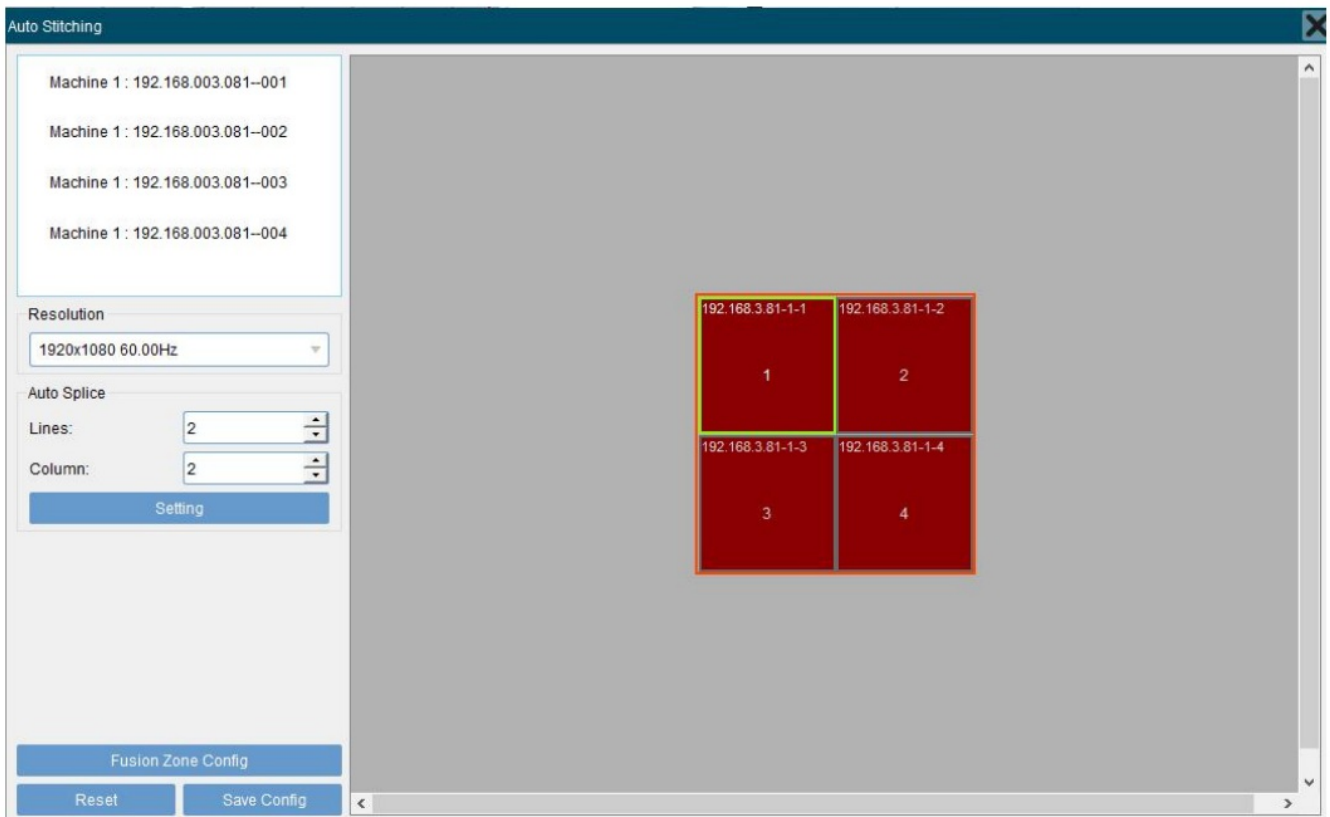 Auto Stitching
Machine 1 : 192.168.003.081--001
Machine 1 : 192.168.003.081--002
Machine 1 : 192.168.003.081--003
Machine 1 : 192.168.003.081--004
Resolution
1920x1080 60.00Hz
Auto Splice
Lines: 2
Column: 2
Setting
Fusion Zone Config
Reset Save Config
192.168.3.81-1-1 192.168.3.81-1-2
1 2
192.168.3.81-1-3 192.168.3.81-1-4
3 4